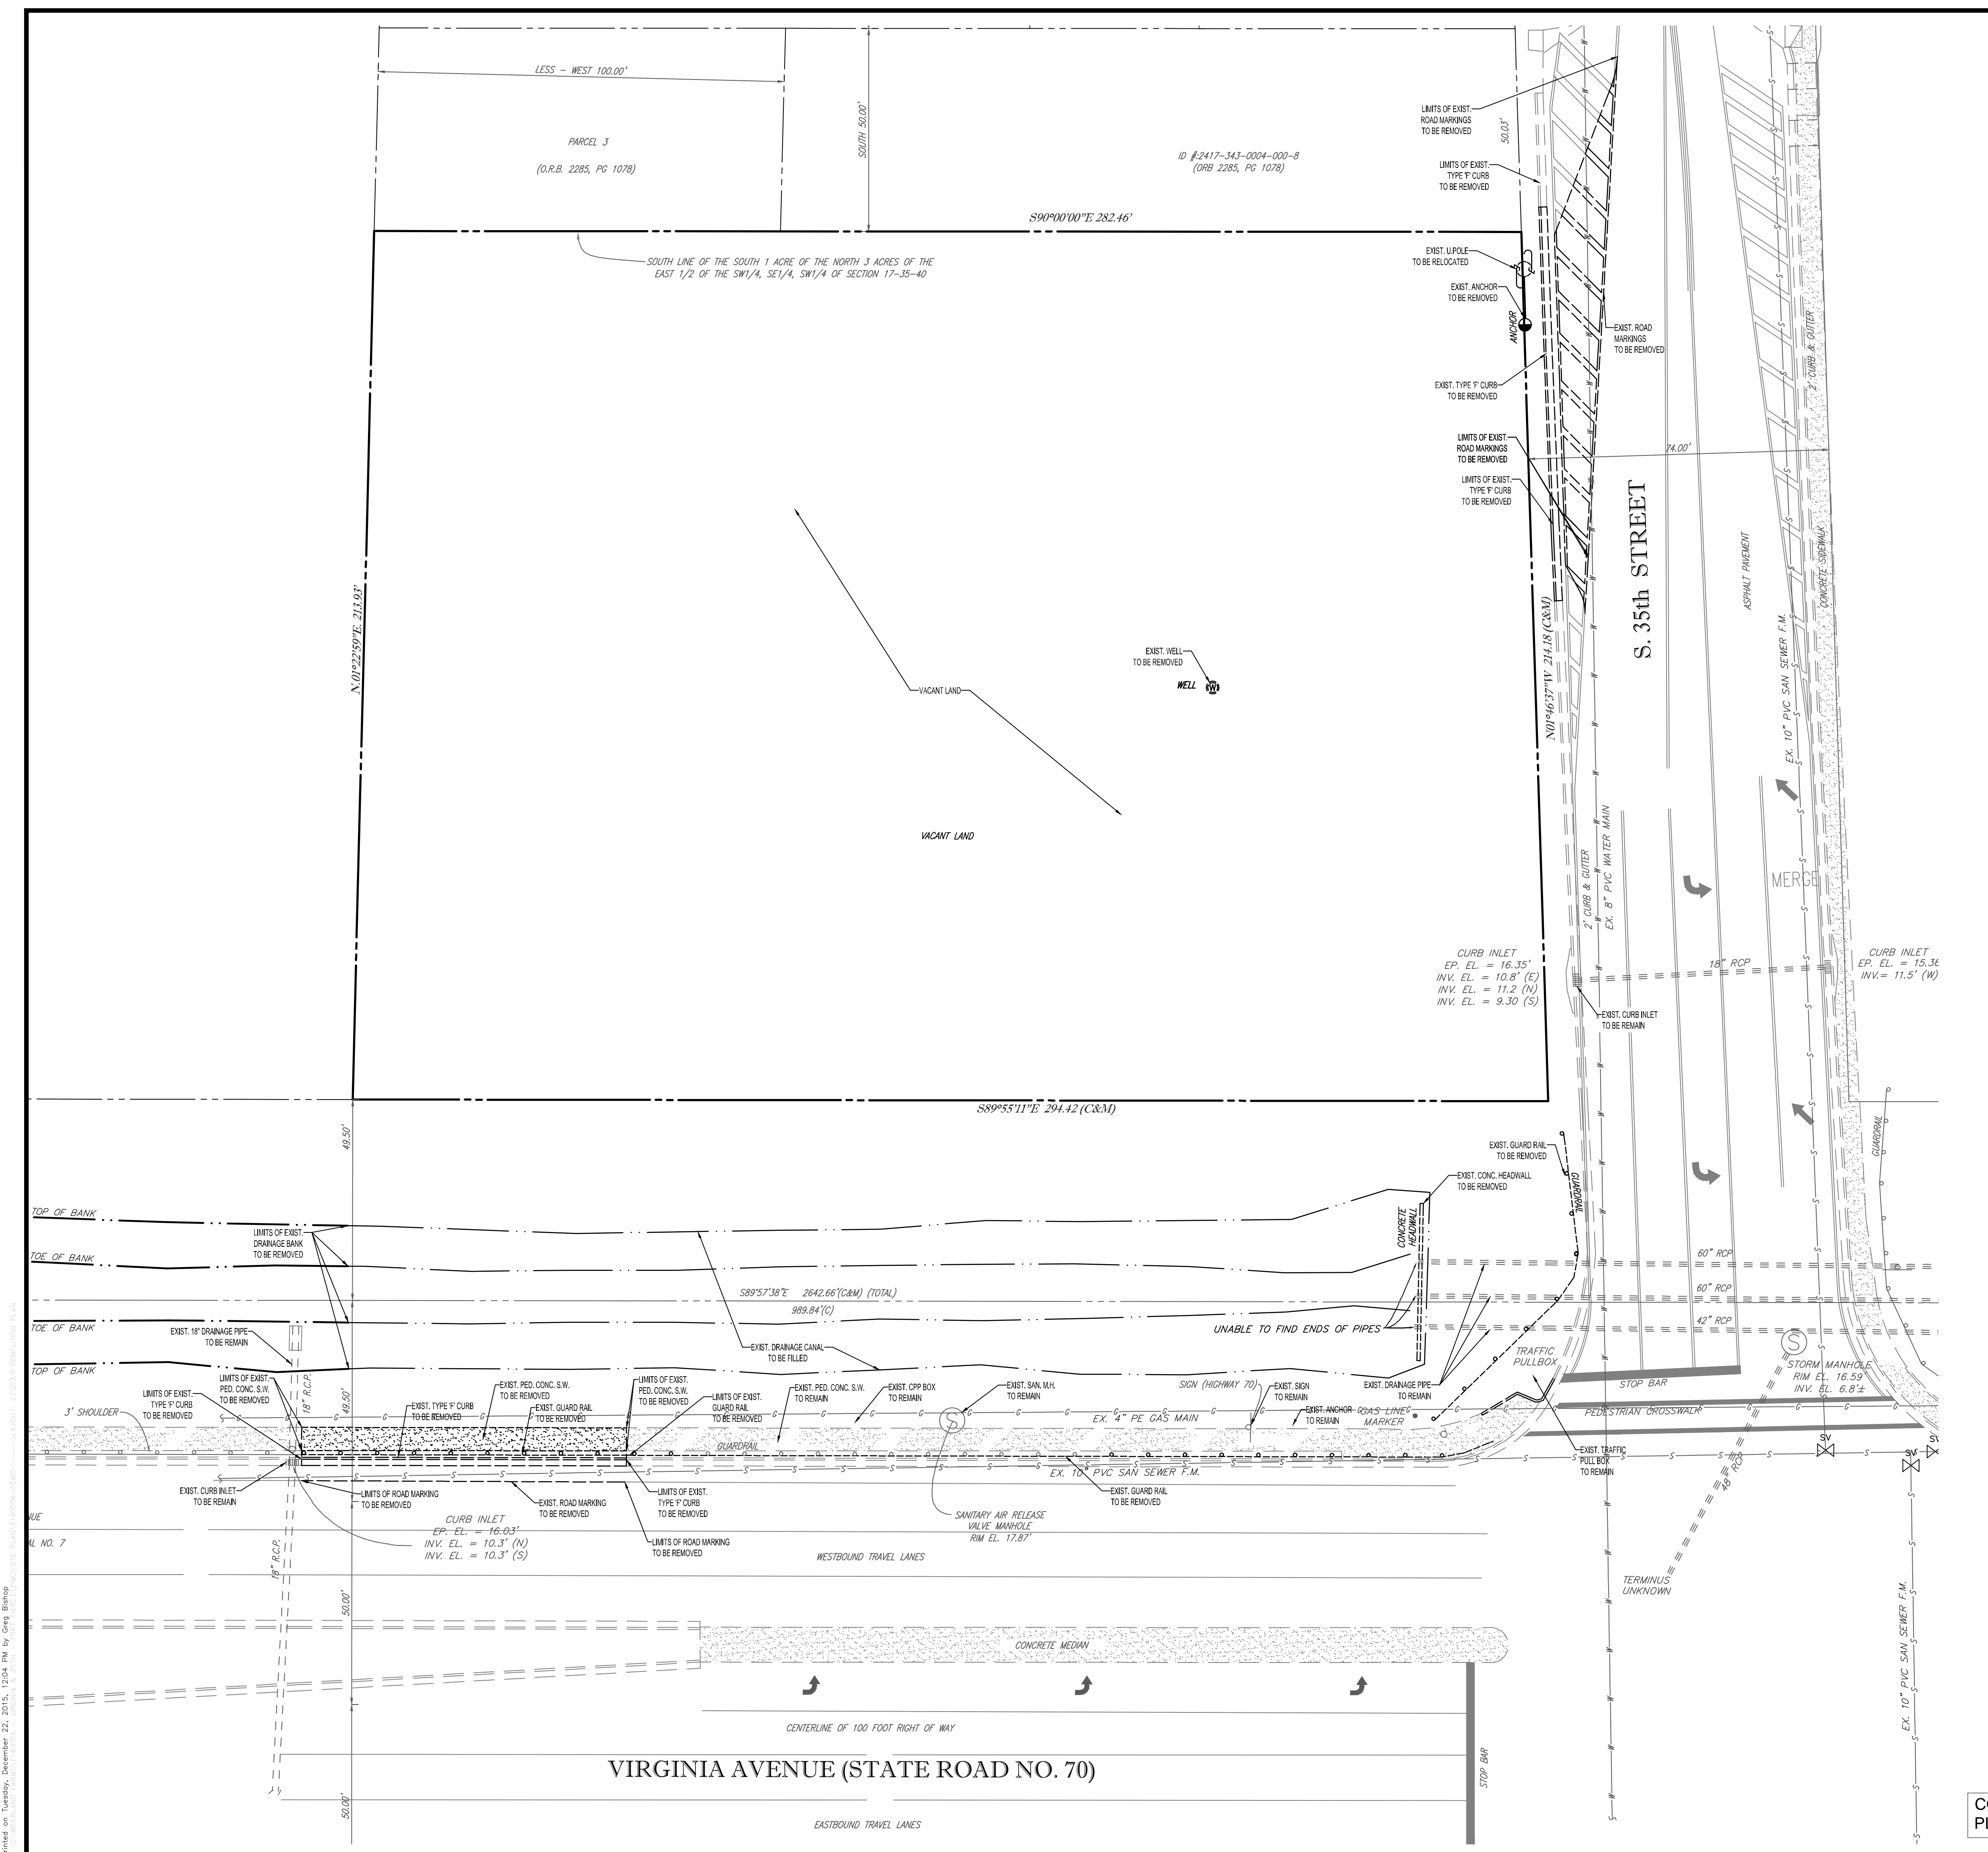 LESS - WEST 100.00'
PARCEL 3
(O.R.B. 2285, PG 1078)
SOUTH 50.00'
ID #:2417-343-0004-000-8
(ORB 2285, PG 1078)
50.03'
LIMITS OF EXIST.
ROAD MARKINGS
TO BE REMOVED
LIMITS OF EXIST.
TYPE 'F' CURB
TO BE REMOVED
S90°00'00"E 282.46'
SOUTH LINE OF THE SOUTH 1 ACRE OF THE NORTH 3 ACRES OF THE
EAST 1/2 OF THE SW1/4, SE1/4, SW1/4 OF SECTION 17-35-40
EXIST. U.POLE
TO BE RELOCATED
EXIST. ANCHOR
TO BE REMOVED
ANCHOR
EXIST. ROAD
MARKINGS
TO BE REMOVED
2' CURB & GUTTER
EXIST. TYPE 'F' CURB
TO BE REMOVED
LIMITS OF EXIST.
ROAD MARKINGS
TO BE REMOVED
74.00'
LIMITS OF EXIST.
TYPE 'F' CURB
TO BE REMOVED
S. 35th STREET
ASPHALT PAVEMENT
CONCRETE SIDEWALK
N.01°22'59"E. 213.93'
N01°46'37"W 214.18 (C&M)
EX. 10" PVC SAN SEWER F.M.
EXIST. WELL
TO BE REMOVED
WELL
W
VACANT LAND
VACANT LAND
2' CURB & GUTTER
EX. 8" PVC WATER MAIN
MERGE
CURB INLET
EP. EL. = 16.35'
INV. EL. = 10.8' (E)
INV. EL. = 11.2 (N)
INV. EL. = 9.30 (S)
18" RCP
CURB INLET
EP. EL. = 15.36
INV.= 11.5' (W)
EXIST. CURB INLET
TO BE REMAIN
S89°55'11"E 294.42 (C&M)
49.50'
GUARDRAIL
EXIST. GUARD RAIL
TO BE REMOVED
EXIST. CONC. HEADWALL
TO BE REMOVED
GUARDRAIL
CONCRETE
HEADWALL
TOP OF BANK
LIMITS OF EXIST.
DRAINAGE BANK
TO BE REMOVED
TOE OF BANK
60" RCP
S89°57'38"E 2642.66'(C&M) (TOTAL)
989.84'(C)
60" RCP
TOE OF BANK
EXIST. 18" DRAINAGE PIPE
TO BE REMAIN
UNABLE TO FIND ENDS OF PIPES
42" RCP
EXIST. DRAINAGE CANAL
TO BE FILLED
TRAFFIC
PULLBOX
S
STORM MANHOLE
RIM EL. 16.59
INV. EL. 6.8'±
TOP OF BANK
LIMITS OF EXIST.
PED. CONC. S.W.
TO BE REMOVED
18" R.C.P.
49.50'
EXIST. PED. CONC. S.W.
TO BE REMOVED
LIMITS OF EXIST.
PED. CONC. S.W.
TO BE REMOVED
LIMITS OF EXIST.
TYPE 'F' CURB
TO BE REMOVED
LIMITS OF EXIST.
GUARD RAIL
TO BE REMOVED
EXIST. PED. CONC. S.W.
TO REMAIN
EXIST. CPP BOX
TO REMAIN
EXIST. SAN. M.H.
TO REMAIN
SIGN (HIGHWAY 70)
EXIST. SIGN
TO REMAIN
EXIST. DRAINAGE PIPE
TO REMAIN
STOP BAR
3' SHOULDER
EXIST. TYPE 'F' CURB
TO BE REMOVED
EXIST. GUARD RAIL
TO BE REMOVED
GUARDRAIL
S
EX. 4" PE GAS MAIN
EXIST. ANCHOR
TO REMAIN
GAS LINE
MARKER
PEDESTRIAN CROSSWALK
EX. 10" PVC SAN SEWER F.M.
EXIST. TRAFFIC
PULL BOX
TO REMAIN
SV
SV
48" RCP
EXIST. CURB INLET
TO BE REMAIN
LIMITS OF ROAD MARKING
TO BE REMOVED
EXIST. ROAD MARKING
TO BE REMOVED
LIMITS OF EXIST.
TYPE 'F' CURB
TO BE REMOVED
EXIST. GUARD RAIL
TO BE REMOVED
CURB INLET
EP. EL. = 16.03'
INV. EL. = 10.3' (N)
INV. EL. = 10.3' (S)
LIMITS OF ROAD MARKING
TO BE REMOVED
SANITARY AIR RELEASE
VALVE MANHOLE
RIM EL. 17.87'
NUE
AL NO. 7
WESTBOUND TRAVEL LANES
18" R.C.P.
TERMINUS
UNKNOWN
50.00'
EX. 10" PVC SAN SEWER F.M.
CONCRETE MEDIAN
CENTERLINE OF 100 FOOT RIGHT OF WAY
VIRGINIA AVENUE (STATE ROAD NO. 70)
STOP BAR
50.00'
EASTBOUND TRAVEL LANES
rinted on Tuesday, December 22, 2015, 12:04 PM by Greg Bishop